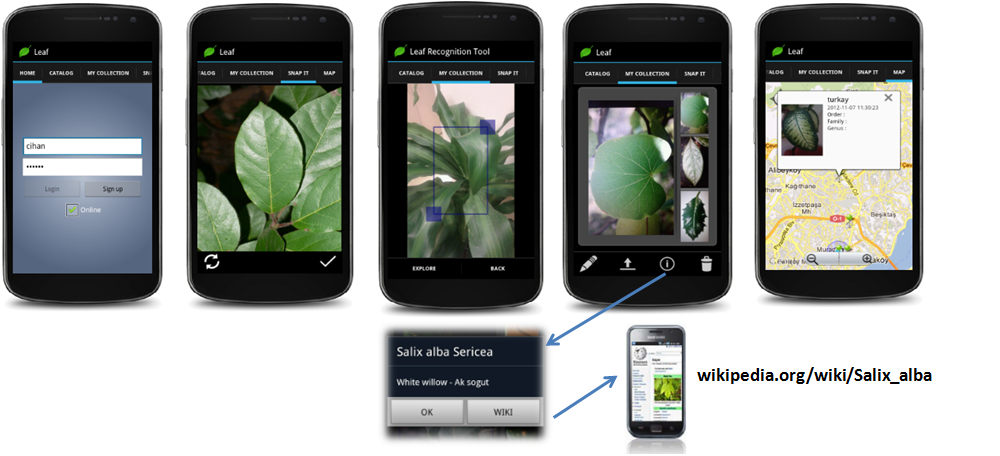 Leaf
HOME CATALOG MY COLLECTION SN
cihan
Login Sign up
Online
Leaf
ALOG MY COLLECTION SNAP IT
Leaf Recognition Tool
CATALOG MY COLLECTION SNAP IT
EXPLORE BACK
Leaf
CATALOG MY COLLECTION SNAP IT
Leaf
ALOG MY COLLECTION SNAP IT MAP
turkay
2012-11-07 11:30:23
Order :
Family :
Genus :
Alibeyköy
Kağıthane
İzzetpaşa
Mh
O-1
Beşiktaş
Salix alba Sericea
White willow - Ak sogut
OK WIKI
wikipedia.org/wiki/Salix_alba